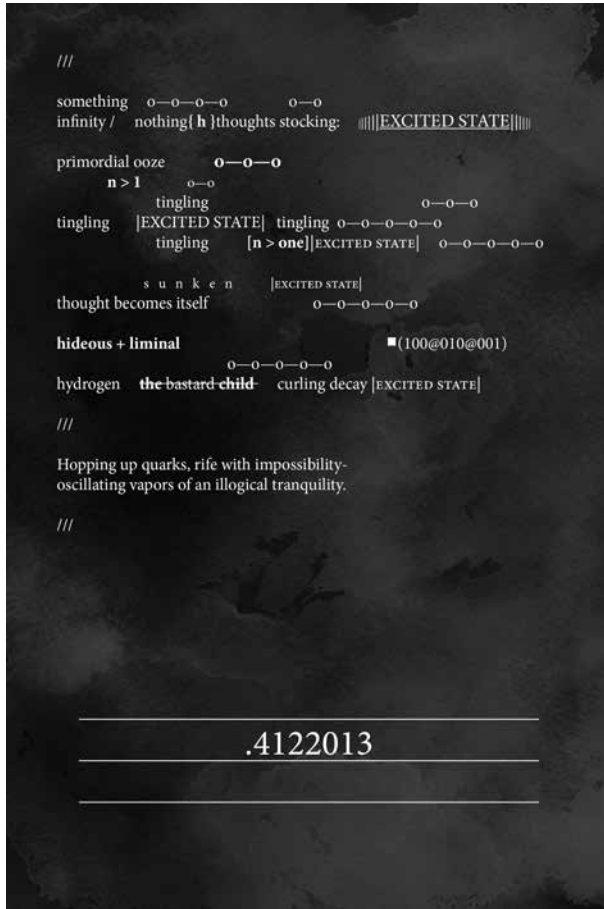 ///
something o—o—o—o o—o
infinity / nothing{ h }thoughts stocking: |||||||EXCITED STATE|||||||
primordial ooze o—o—o
n > 1 o—o
tingling o—o—o
tingling |EXCITED STATE| tingling o—o—o—o—o
tingling [n > one]|EXCITED STATE| o—o—o—o—o
s u n k e n |EXCITED STATE|
thought becomes itself o—o—o—o—o
hideous + liminal ■(100@010@001)
o—o—o—o—o
hydrogen the bastard child curling decay |EXCITED STATE|
///
Hopping up quarks, rife with impossibility-
oscillating vapors of an illogical tranquility.
///
.4122013